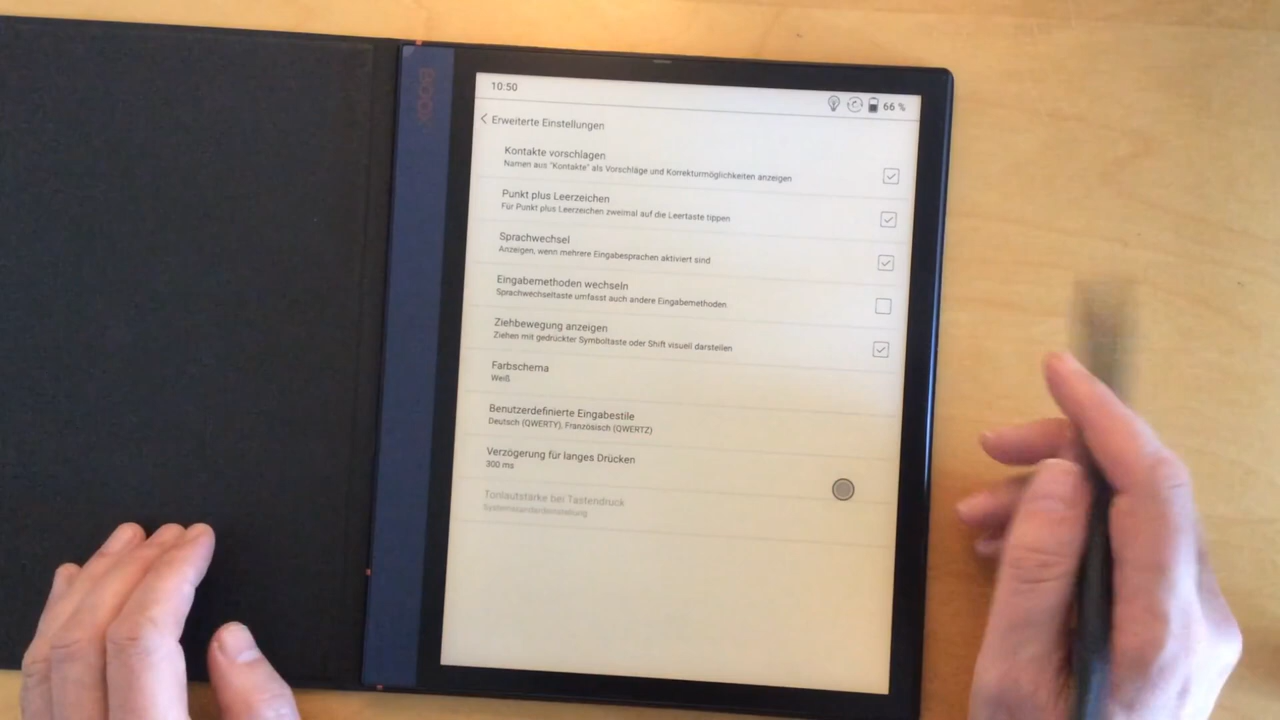 BOOX
10:50
66 %
Erweiterte Einstellungen
Kontakte vorschlagen
Namen aus "Kontakte" als Vorschläge und Korrekturmöglichkeiten anzeigen
Punkt plus Leerzeichen
Für Punkt plus Leerzeichen zweimal auf die Leertaste tippen
Sprachwechsel
Anzeigen, wenn mehrere Eingabesprachen aktiviert sind
Eingabemethoden wechseln
Sprachwechseltaste umfasst auch andere Eingabemethoden
Ziehbewegung anzeigen
Ziehen mit gedrückter Symboltaste oder Shift visuell darstellen
Farbschema
Weiß
Benutzerdefinierte Eingabestile
Deutsch (QWERTY), Französisch (QWERTZ)
Verzögerung für langes Drücken
300 ms
Tonlautstärke bei Tastendruck
Systemstandardeinstellung